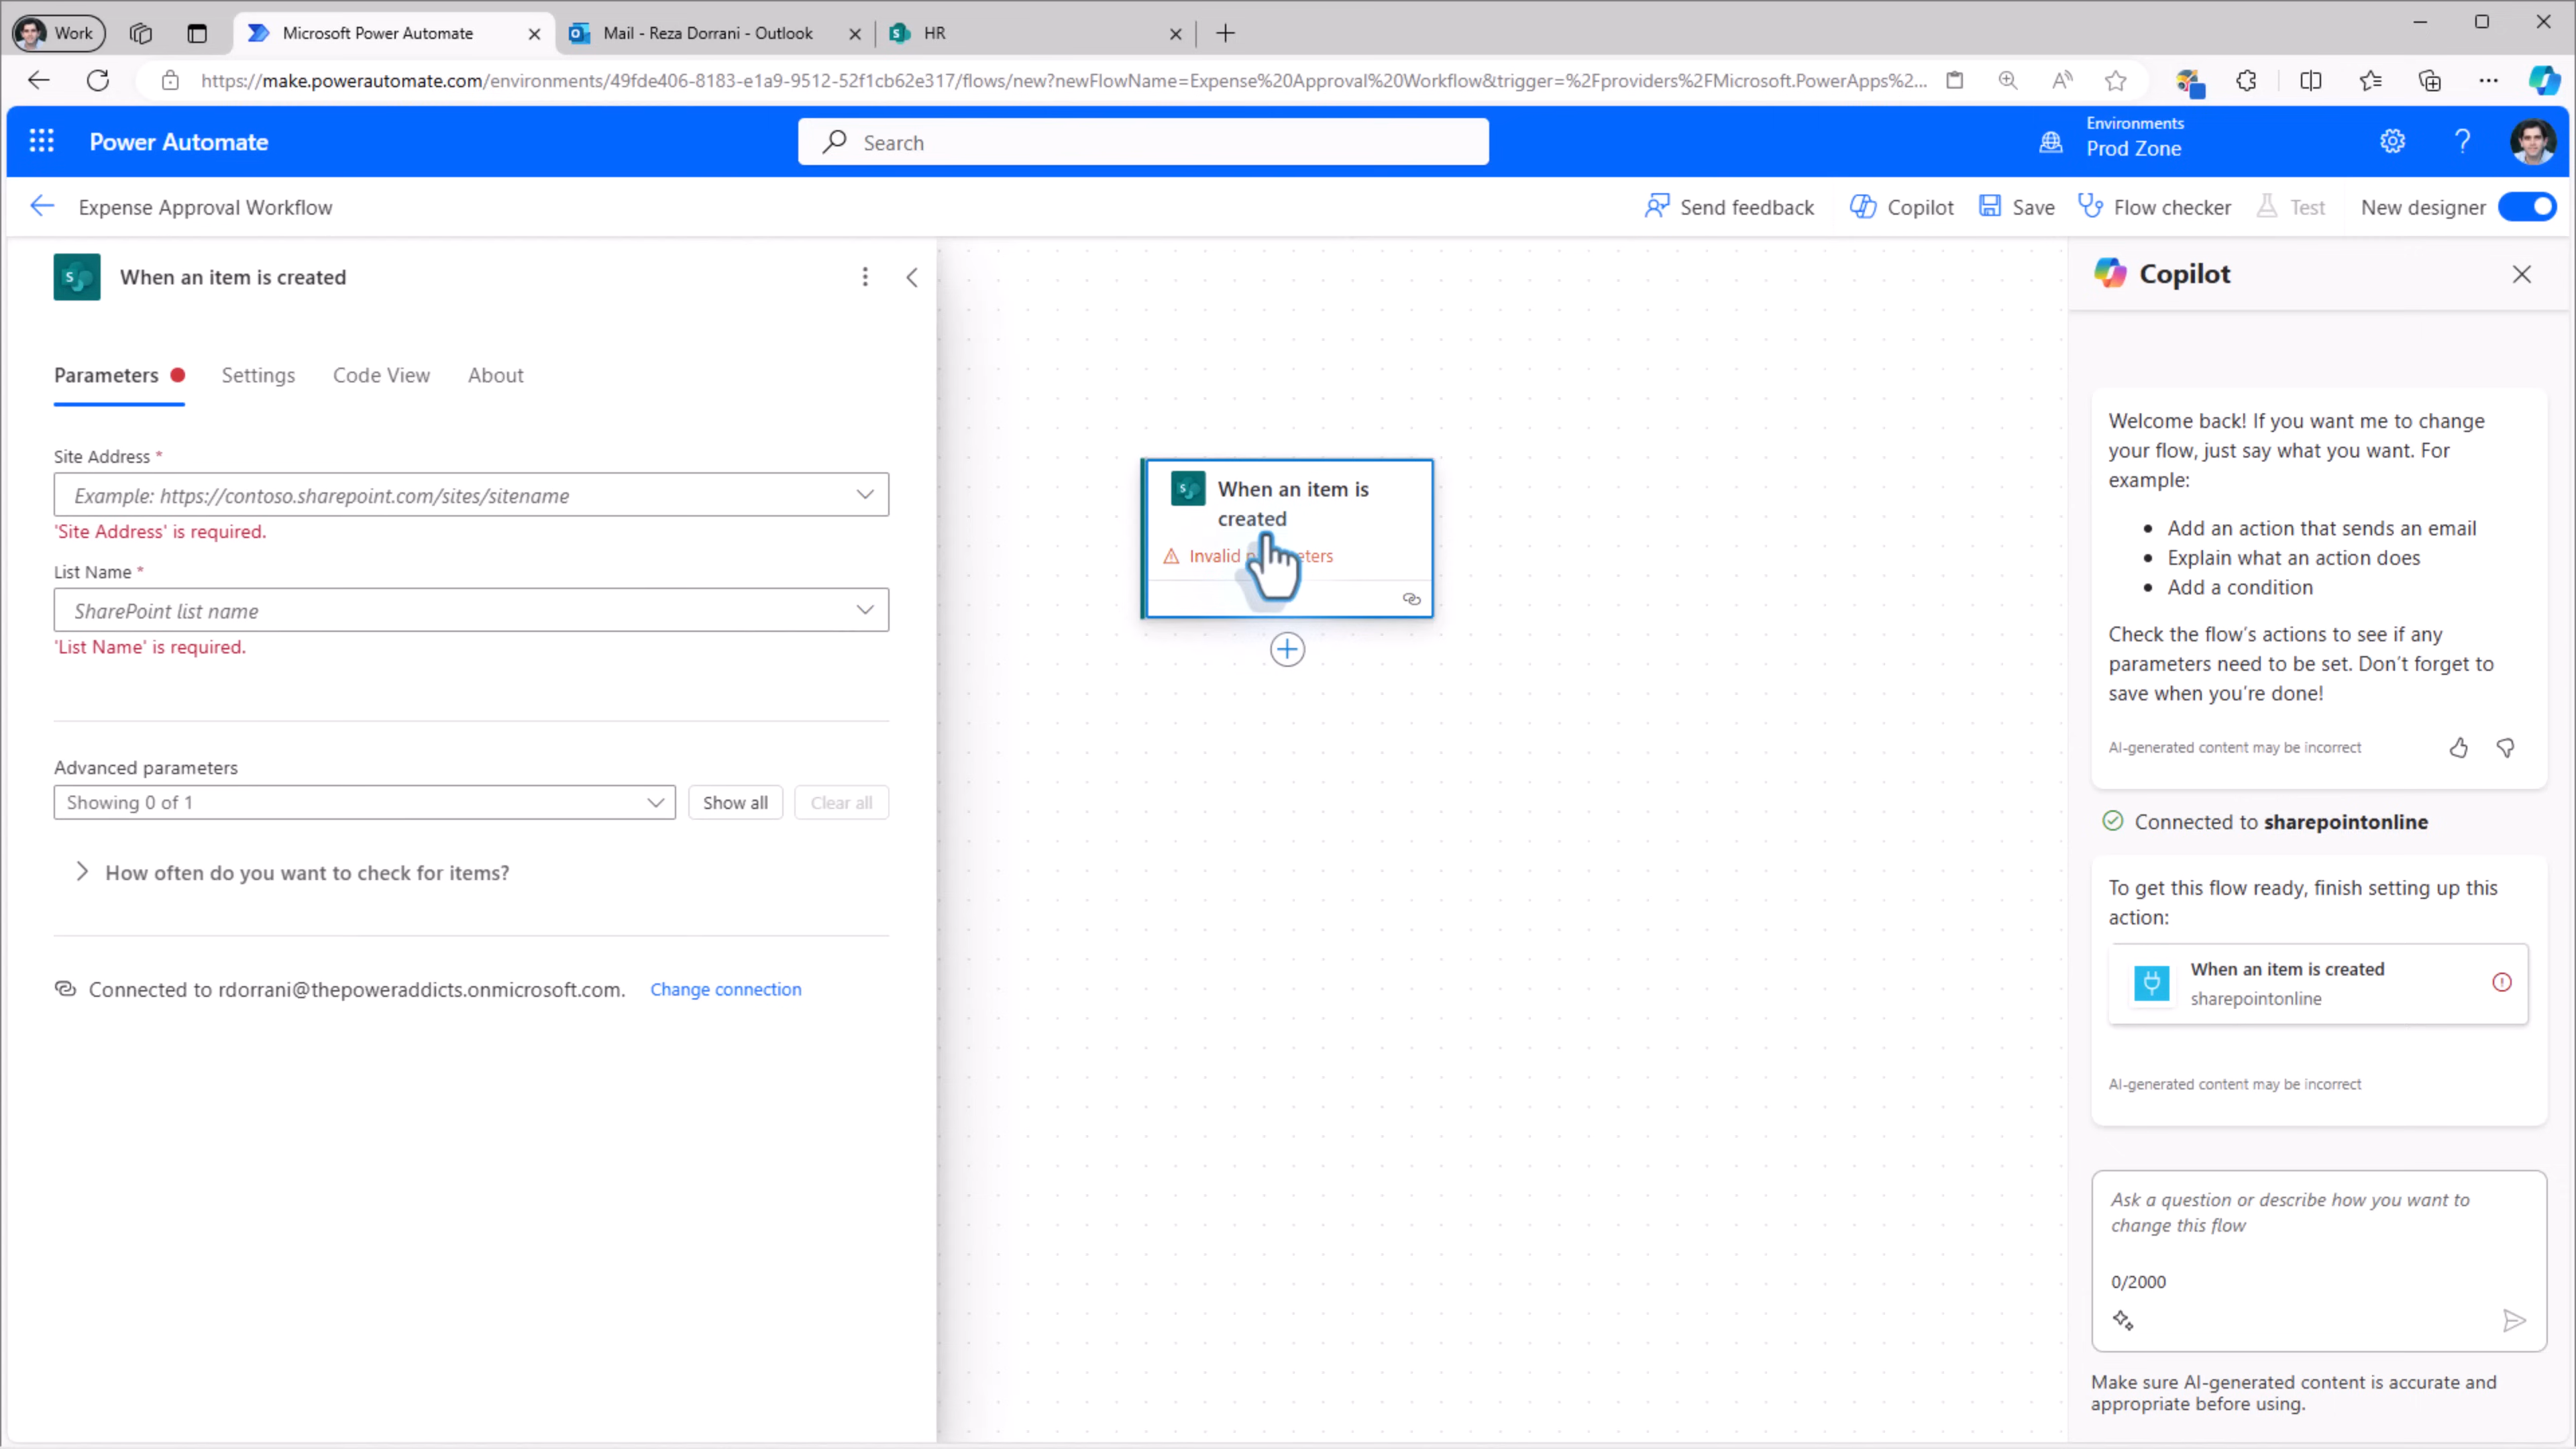 Work
Microsoft Power Automate
Mail - Reza Dorrani - Outlook
HR
https://make.powerautomate.com/environments/49fde406-8183-e1a9-9512-52f1cb62e317/flows/new?newFlowName=Expense%20Approval%20Workflow&trigger=%2Fproviders%2FMicrosoft.PowerApps%2...
Power Automate
Search
Environments
Prod Zone
Expense Approval Workflow
Send feedback
Copilot
Save
Flow checker
Test
New designer
When an item is created
Parameters
Settings
Code View
About
Site Address *
Example: https://contoso.sharepoint.com/sites/sitename
'Site Address' is required.
List Name *
SharePoint list name
'List Name' is required.
Advanced parameters
Showing 0 of 1
Show all
Clear all
How often do you want to check for items?
Connected to rdorrani@thepoweraddicts.onmicrosoft.com.
Change connection
When an item is
created
Invalid
Copilot
Welcome back! If you want me to change
your flow, just say what you want. For
example:
• Add an action that sends an email
• Explain what an action does
• Add a condition
Check the flow's actions to see if any
parameters need to be set. Don't forget to
save when you're done!
AI-generated content may be incorrect
Connected to sharepointonline
To get this flow ready, finish setting up this
action:
When an item is created
sharepointonline
AI-generated content may be incorrect
Ask a question or describe how you want to
change this flow
0/2000
Make sure AI-generated content is accurate and
appropriate before using.